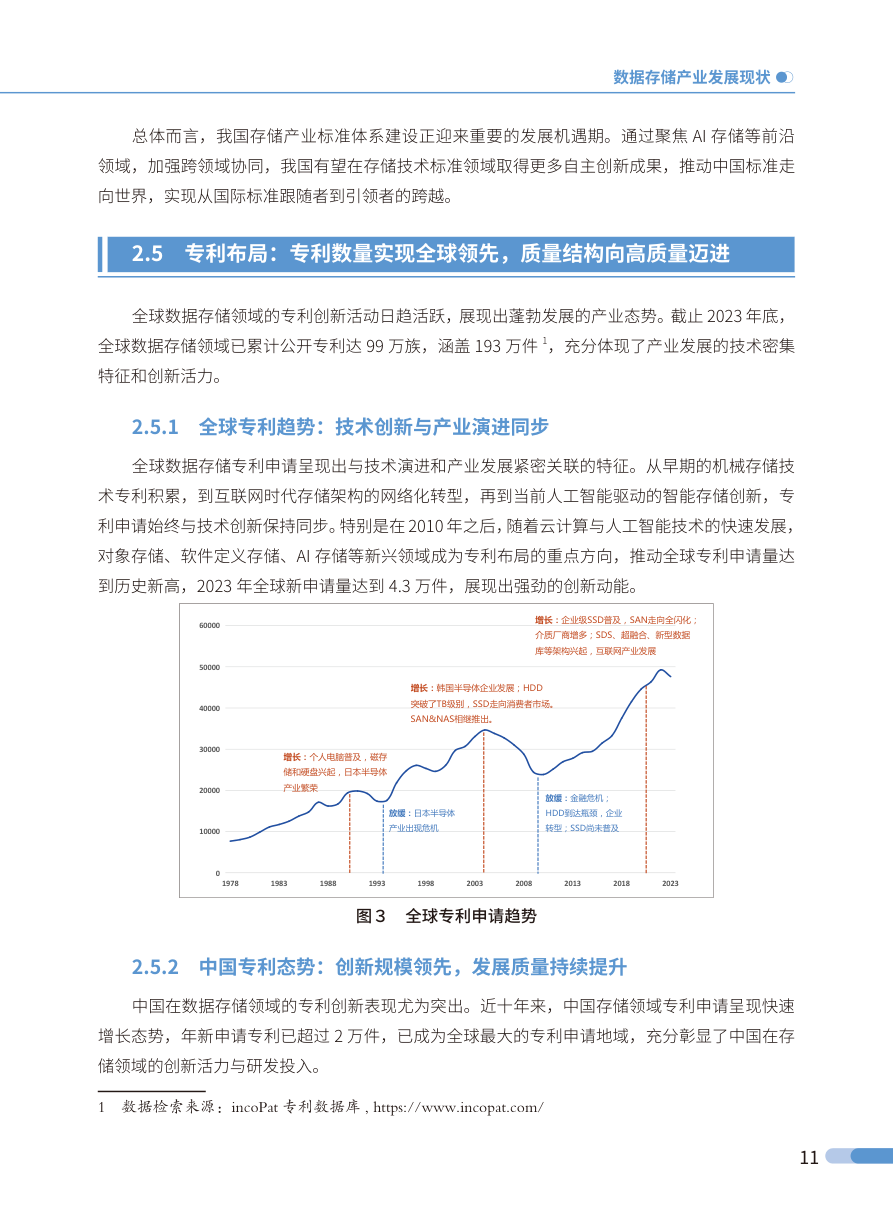 数据存储产业发展现状
总体而言，我国存储产业标准体系建设正迎来重要的发展机遇期。通过聚焦 AI 存储等前沿
领域，加强跨领域协同，我国有望在存储技术标准领域取得更多自主创新成果，推动中国标准走
向世界，实现从国际标准跟随者到引领者的跨越。
2.5 专利布局：专利数量实现全球领先，质量结构向高质量迈进
全球数据存储领域的专利创新活动日趋活跃，展现出蓬勃发展的产业态势。截止 2023 年底，
全球数据存储领域已累计公开专利达 99 万族，涵盖 193 万件 1，充分体现了产业发展的技术密集
特征和创新活力。
2.5.1 全球专利趋势：技术创新与产业演进同步
全球数据存储专利申请呈现出与技术演进和产业发展紧密关联的特征。从早期的机械存储技
术专利积累，到互联网时代存储架构的网络化转型，再到当前人工智能驱动的智能存储创新，专
利申请始终与技术创新保持同步。特别是在 2010 年之后，随着云计算与人工智能技术的快速发展，
对象存储、软件定义存储、AI 存储等新兴领域成为专利布局的重点方向，推动全球专利申请量达
到历史新高，2023 年全球新申请量达到 4.3 万件，展现出强劲的创新动能。
增长：企业级SSD普及，SAN走向全闪化；
介质厂商增多；SDS、超融合、新型数据
库等架构兴起，互联网产业发展
增长：韩国半导体企业发展；HDD
突破了TB级别，SSD走向消费者市场。
SAN&NAS相继推出。
增长：个人电脑普及，磁存
储和硬盘兴起，日本半导体
产业繁荣
放缓：日本半导体
产业出现危机
放缓：金融危机；
HDD到达瓶颈，企业
转型；SSD尚未普及
60000
50000
40000
30000
20000
10000
0
1978 1983 1988 1993 1998 2003 2008 2013 2018 2023
图 3 全球专利申请趋势
2.5.2 中国专利态势：创新规模领先，发展质量持续提升
中国在数据存储领域的专利创新表现尤为突出。近十年来，中国存储领域专利申请呈现快速
增长态势，年新申请专利已超过 2 万件，已成为全球最大的专利申请地域，充分彰显了中国在存
储领域的创新活力与研发投入。
1 数据检索来源：incoPat 专利数据库 , https://www.incopat.com/
11